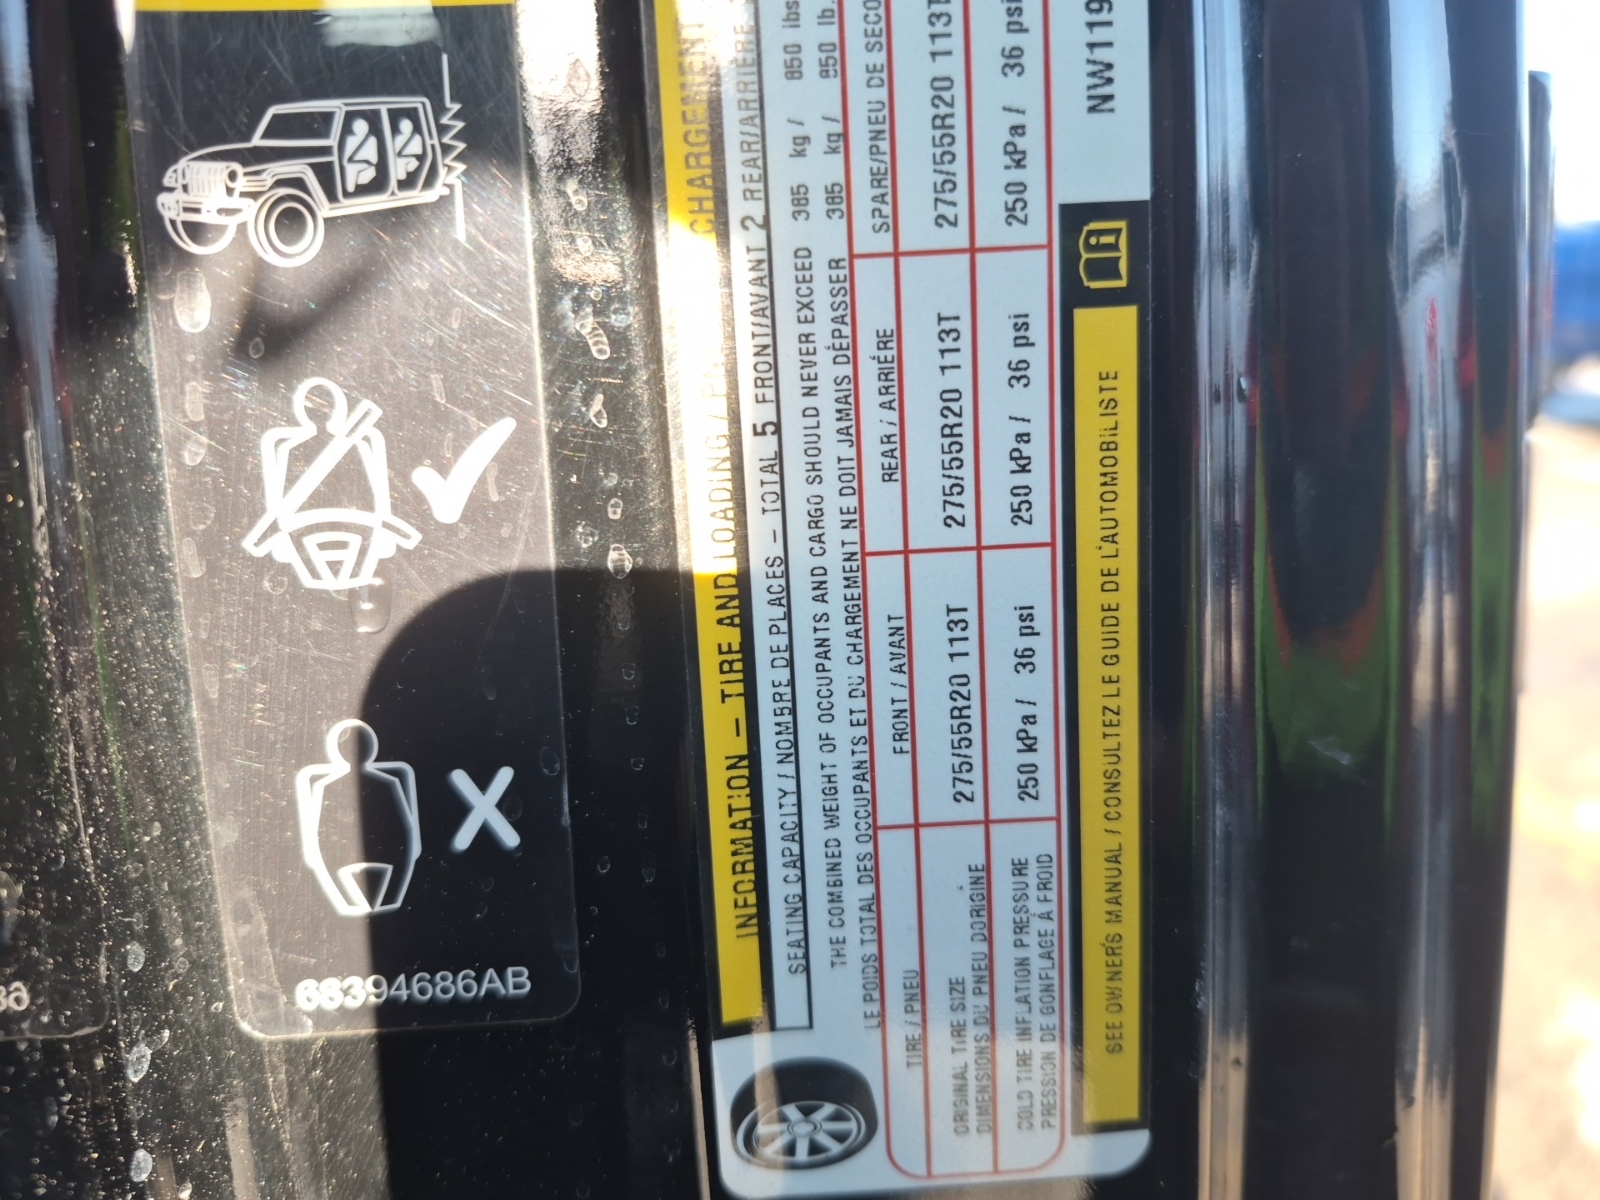 68394686AB
INFORMATION – TIRE AND LOADING / CHARGEMENT
SEATING CAPACITY / NOMBRE DE PLACES – TOTAL 5 FRONT/AVANT 2 REAR/ARRIÈRE
THE COMBINED WEIGHT OF OCCUPANTS AND CARGO SHOULD NEVER EXCEED 385 kg / 850 lbs
LE POIDS TOTAL DES OCCUPANTS ET DU CHARGEMENT NE DOIT JAMAIS DÉPASSER 385 kg / 850 lb.
TIRE / PNEU FRONT / AVANT REAR / ARRIÉRE SPARE/PNEU DE SECO
ORIGINAL TIRE SIZE
DIMENSIONS DU PNEU D'ORIGINE
275/55R20 113T 275/55R20 113T 275/55R20 113T
COLD TIRE INFLATION PRESSURE
PRESSION DE GONFLAGE Á FROID
250 kPa / 36 psi 250 kPa / 36 psi 250 kPa / 36 psi
SEE OWNER'S MANUAL / CONSULTEZ LE GUIDE DE L'AUTOMOBILISTE
NW119